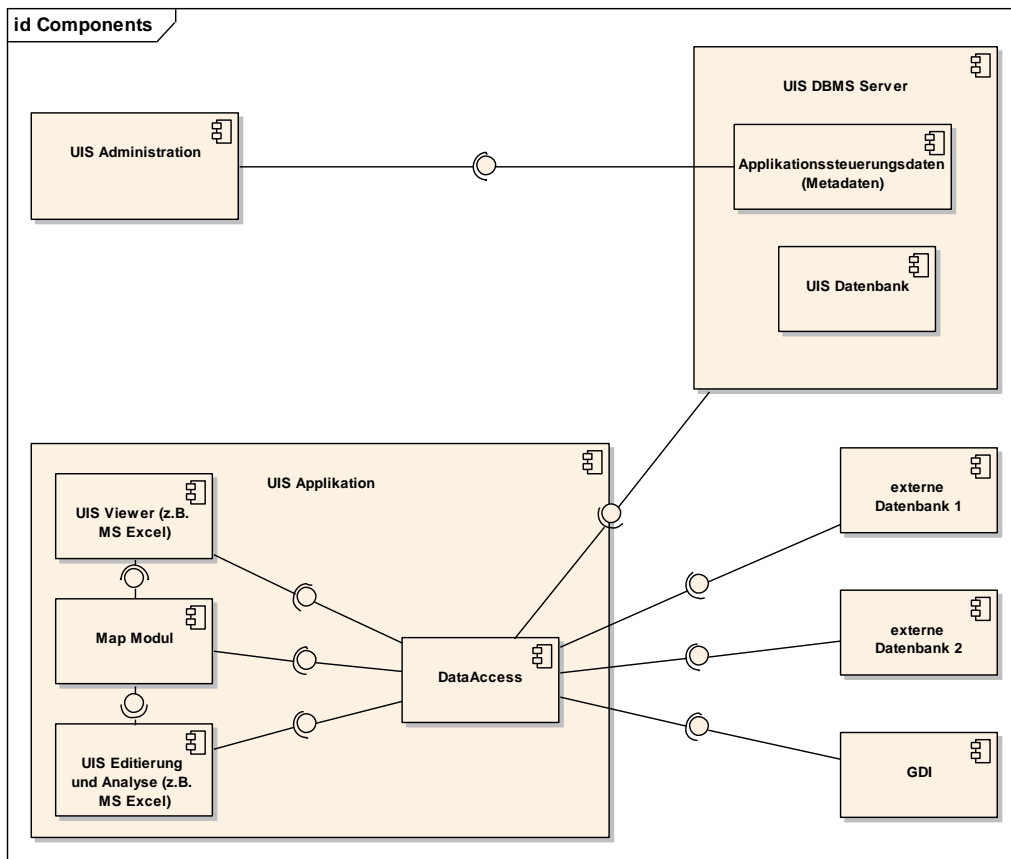 id Components
UIS DBMS Server
UIS Administration
Applikationssteuerungsdaten
(Metadaten)
UIS Datenbank
UIS Applikation
UIS Viewer (z.B.
MS Excel)
Map Modul
UIS Editierung
und Analyse (z.B.
MS Excel)
DataAccess
externe
Datenbank 1
externe
Datenbank 2
GDI